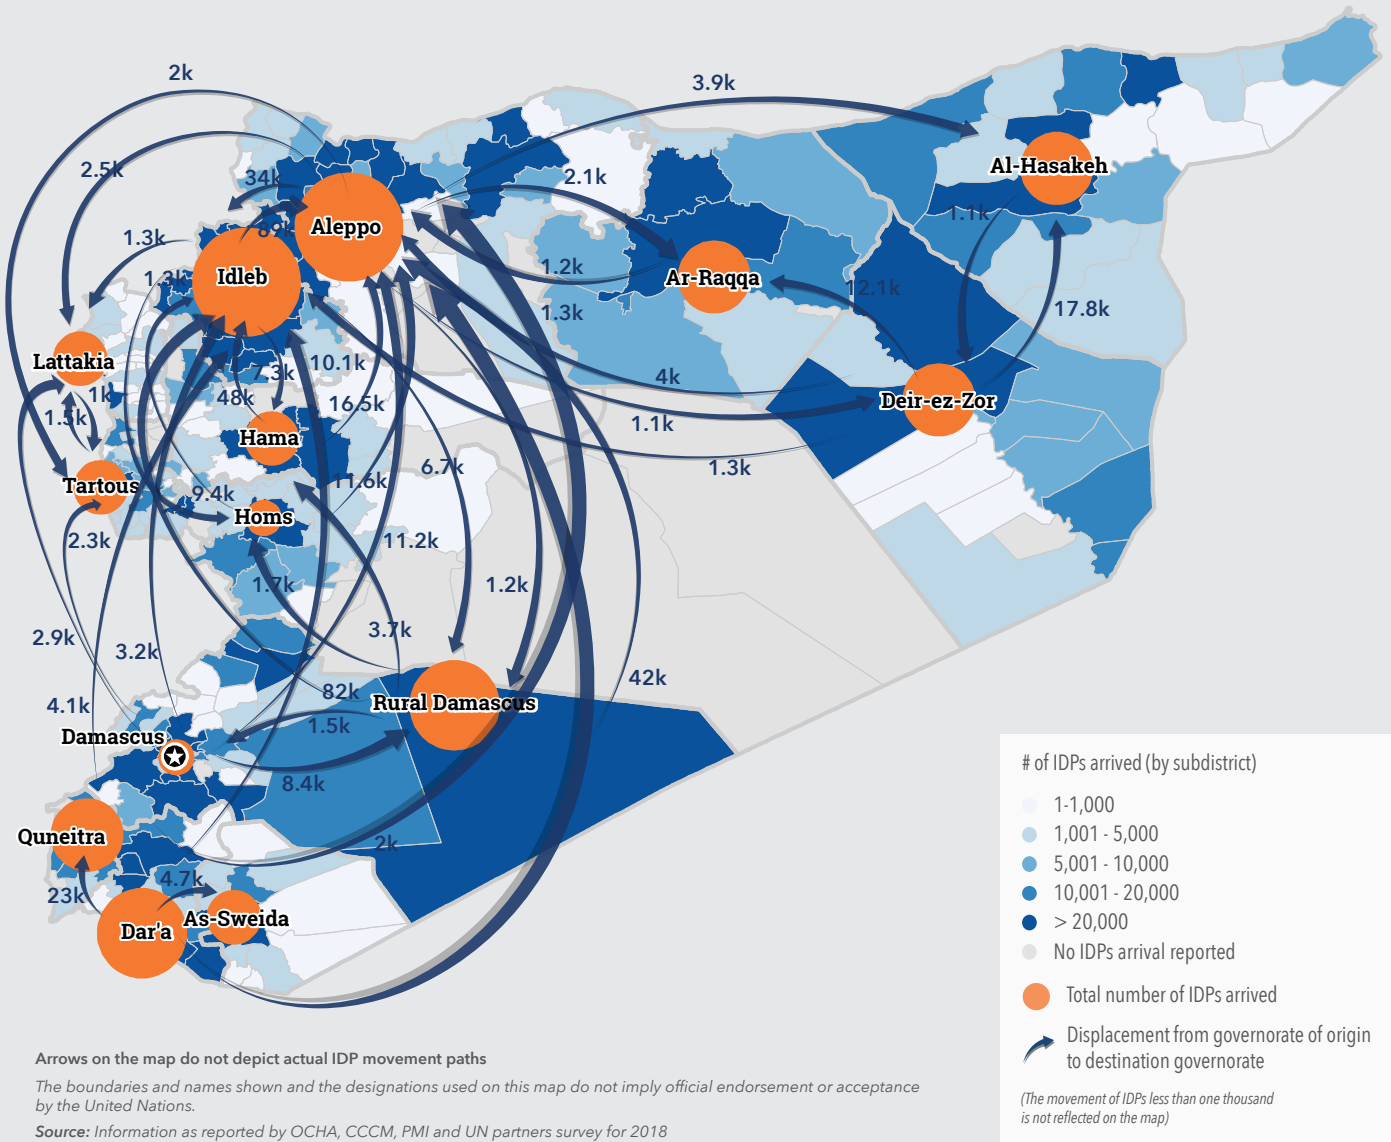 2k
3.9k
2.5k
34k
2.1k
Al-Hasakeh
1.1k
Aleppo
89k
1.3k
Idleb
1.3k
1.2k
Ar-Raqqa
12.1k
1.3k
17.8k
Lattakia
10.1k
7.3k
4k
1k
48k
16.5k
Deir-ez-Zor
1.5k
1.1k
Hama
6.7k
1.3k
Tartous
11.6k
9.4k
Homs
2.3k
11.2k
1.7k
1.2k
3.7k
2.9k
3.2k
42k
82k
4.1k
Rural Damascus
1.5k
Damascus
8.4k
Quneitra
2k
4.7k
23k
As-Sweida
Dar'a
# of IDPs arrived (by subdistrict)
1-1,000
1,001 - 5,000
5,001 - 10,000
10,001 - 20,000
> 20,000
No IDPs arrival reported
Total number of IDPs arrived
Displacement from governorate of origin
to destination governorate
(The movement of IDPs less than one thousand
is not reflected on the map)
Arrows on the map do not depict actual IDP movement paths
The boundaries and names shown and the designations used on this map do not imply official endorsement or acceptance
by the United Nations.
Source: Information as reported by OCHA, CCCM, PMI and UN partners survey for 2018